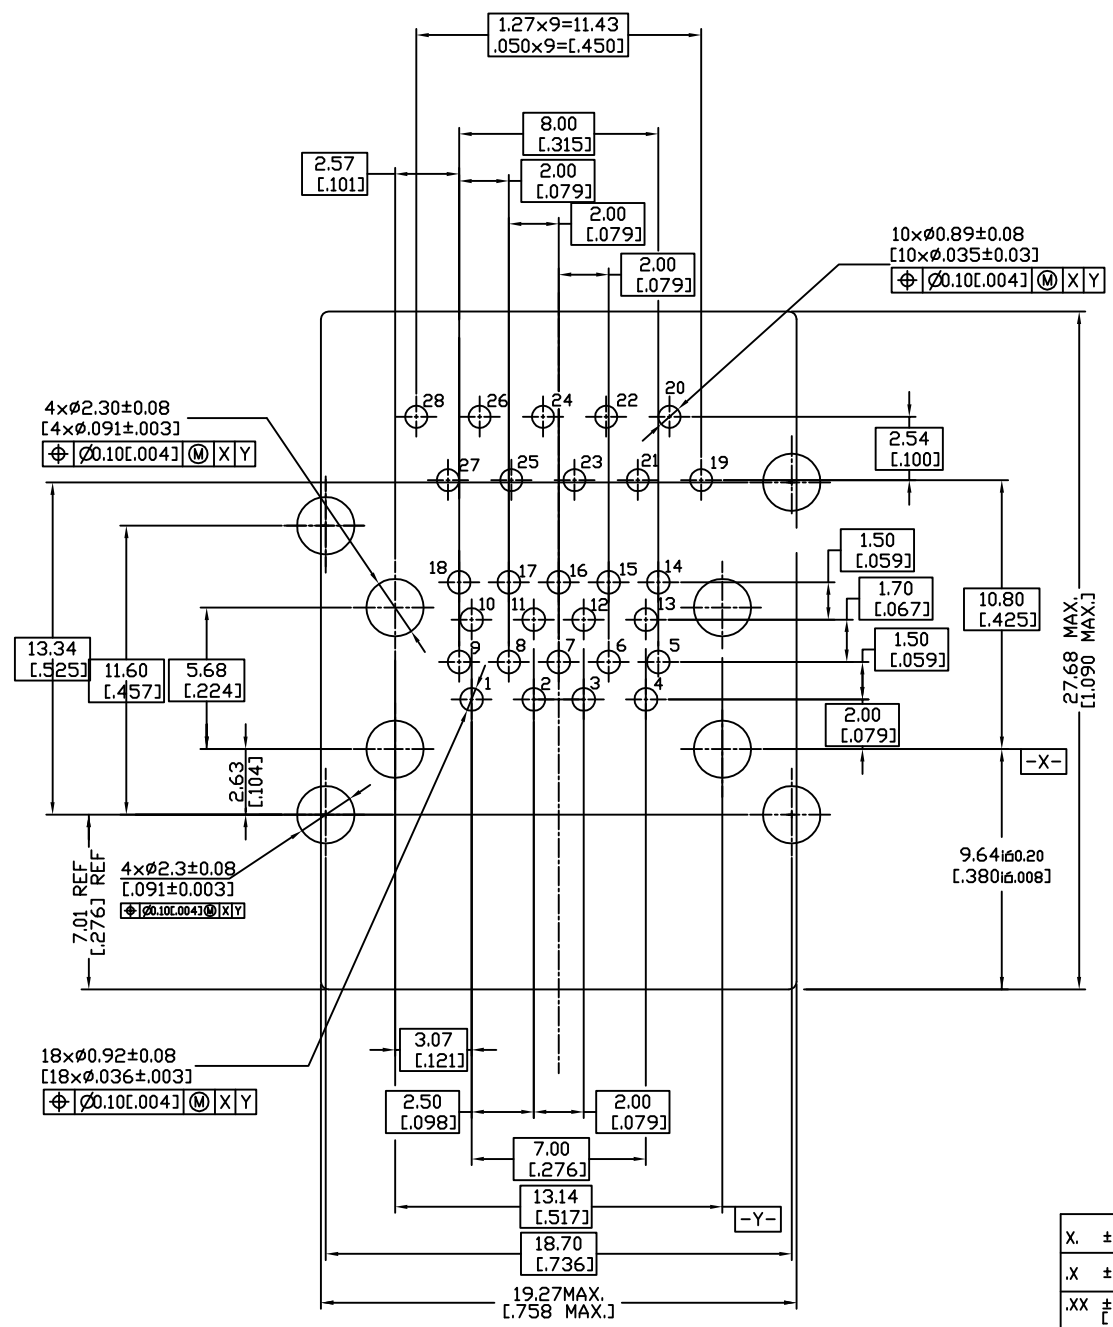 1.27x9=11.43
.050x9=[.450]
8.00
[.315]
2.57
[.101]
2.00
[.079]
2.00
[.079]
2.00
[.079]
10xø0.89±0.08
[10xø.035±0.03]
⌖ Ø0.10[.004] Ⓜ X Y
4xø2.30±0.08
[4xø.091±.003]
⌖ Ø0.10[.004] Ⓜ X Y
28 26 24 22 20
27 25 23 21 19
2.54
[.100]
18 17 16 15 14
10 11 12 13
9 8 7 6 5
1 2 3 4
1.50
[.059]
1.70
[.067]
1.50
[.059]
2.00
[.079]
10.80
[.425]
27.68 MAX.
[1.090 MAX.]
13.34
[.525]
11.60
[.457]
5.68
[.224]
2.63
[.104]
-X-
9.64ìó0.20
[.380ìó.008]
7.01 REF
[.276] REF
4xø2.3±0.08
[.091±0.003]
⌖ Ø0.10[.004] Ⓜ X Y
18xø0.92±0.08
[18xø.036±.003]
⌖ Ø0.10[.004] Ⓜ X Y
3.07
[.121]
2.50
[.098]
2.00
[.079]
7.00
[.276]
13.14
[.517]
-Y-
18.70
[.736]
19.27MAX.
[.758 MAX.]
X. ±
.X ±
.XX ±
[